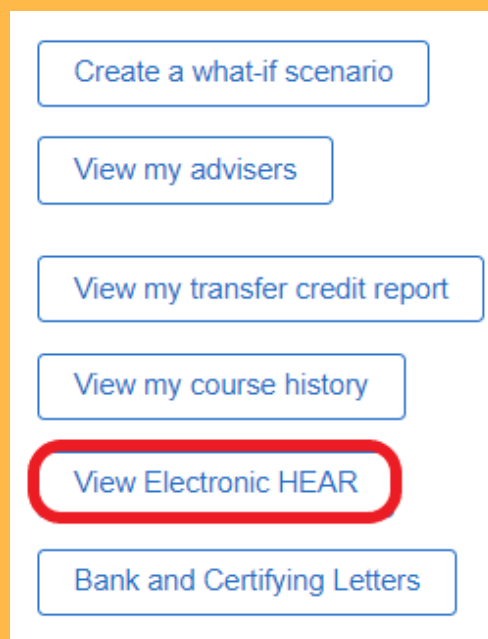 Create a what-if scenario
View my advisers
View my transfer credit report
View my course history
View Electronic HEAR
Bank and Certifying Letters